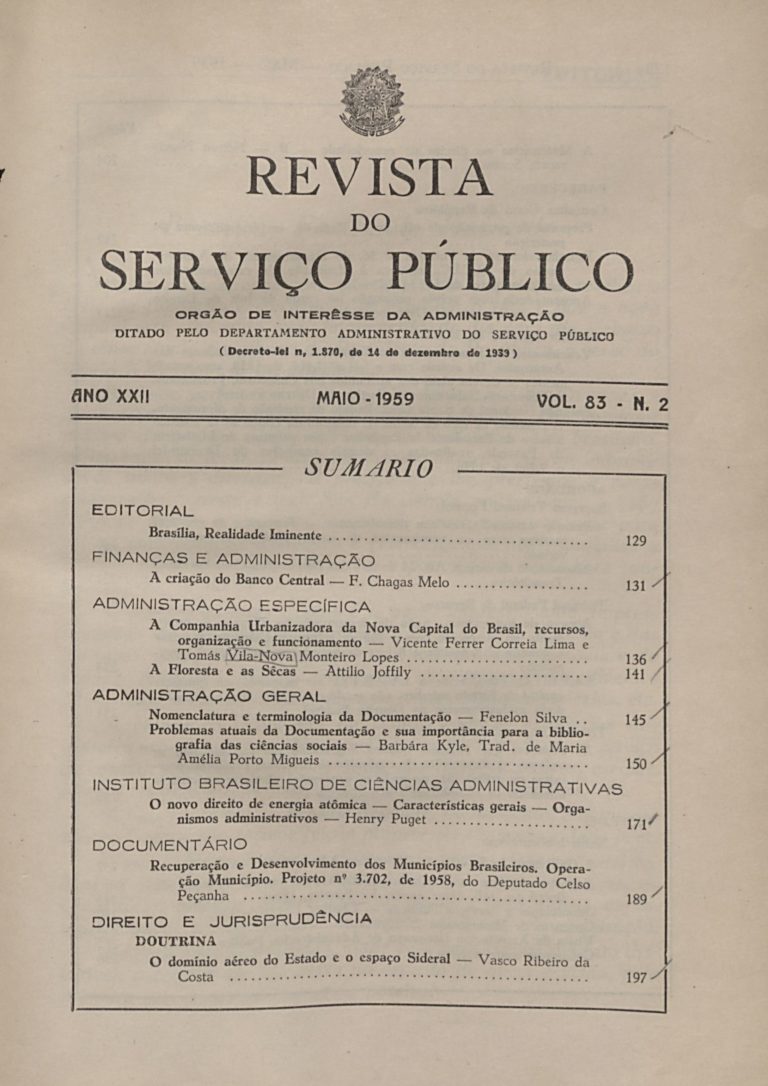 REVISTA
DO
SERVIÇO PÚBLICO
ORGÃO DE INTERÊSSE DA ADMINISTRAÇÃO
DITADO PELO DEPARTAMENTO ADMINISTRATIVO DO SERVIÇO PÚBLICO
( Decreto-lei n, 1.870, de 14 de dezembro de 1939 )
ANO XXII MAIO - 1959 VOL. 83 - N. 2
SUMARIO
EDITORIAL
Brasília, Realidade Iminente .................................. 129
FINANÇAS E ADMINISTRAÇÃO
A criação do Banco Central — F. Chagas Melo .................. 131
ADMINISTRAÇÃO ESPECÍFICA
A Companhia Urbanizadora da Nova Capital do Brasil, recursos,
organização e funcionamento — Vicente Ferrer Correia Lima e
Tomás Vila-Nova Monteiro Lopes ........................ 136
A Floresta e as Sêcas — Attilio Joffily ........................ 141
ADMINISTRAÇÃO GERAL
Nomenclatura e terminologia da Documentação — Fenelon Silva .. 145
Problemas atuais da Documentação e sua importância para a biblio-
grafia das ciências sociais — Barbára Kyle, Trad. de Maria
Amélia Porto Migueis .................................. 150
INSTITUTO BRASILEIRO DE CIÊNCIAS ADMINISTRATIVAS
O novo direito de energia atômica — Características gerais — Orga-
nismos administrativos — Henry Puget ...................... 171
DOCUMENTÁRIO
Recuperação e Desenvolvimento dos Municípios Brasileiros. Opera-
ção Município. Projeto nº 3.702, de 1958, do Deputado Celso
Peçanha .............................................. 189
DIREITO E JURISPRUDÊNCIA
DOUTRINA
O domínio aéreo do Estado e o espaço Sideral — Vasco Ribeiro da
Costa ................................................ 197